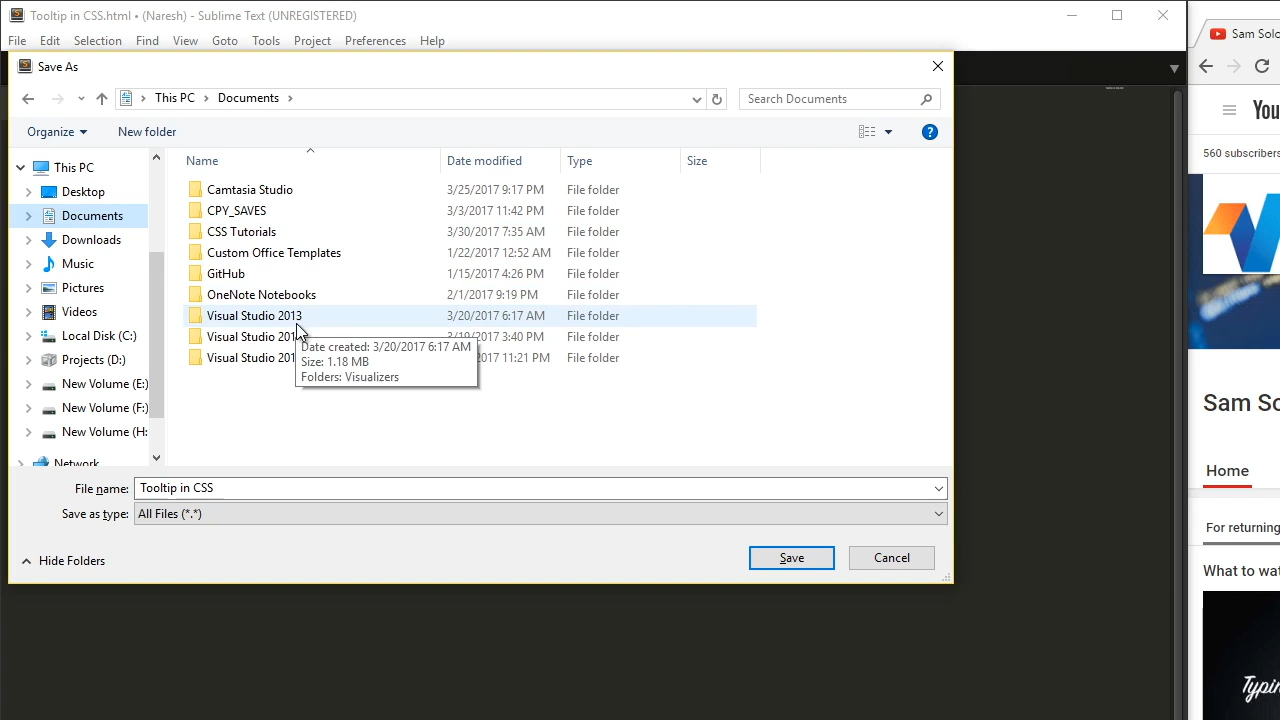 Tooltip in CSS.html • (Naresh) - Sublime Text (UNREGISTERED)
File Edit Selection Find View Goto Tools Project Preferences Help
Save As
This PC Documents
Search Documents
Organize New folder
This PC
Desktop
Documents
Downloads
Music
Pictures
Videos
Local Disk (C:)
Projects (D:)
New Volume (E:)
New Volume (F:)
New Volume (H:
Network
Name Date modified Type Size
Camtasia Studio 3/25/2017 9:17 PM File folder
CPY_SAVES 3/3/2017 11:42 PM File folder
CSS Tutorials 3/30/2017 7:35 AM File folder
Custom Office Templates 1/22/2017 12:52 AM File folder
GitHub 1/15/2017 4:26 PM File folder
OneNote Notebooks 2/1/2017 9:19 PM File folder
Visual Studio 2013 3/20/2017 6:17 AM File folder
Visual Studio 3:40 PM File folder
Visual Studio 11:21 PM File folder
Date created: 3/20/2017 6:17 AM
Size: 1.18 MB
Folders: Visualizers
File name: Tooltip in CSS
Save as type: All Files (*.*)
Hide Folders
Save Cancel
Sam Solo
You
560 subscribers
Sam So
Home
For returning
What to wat
Typin